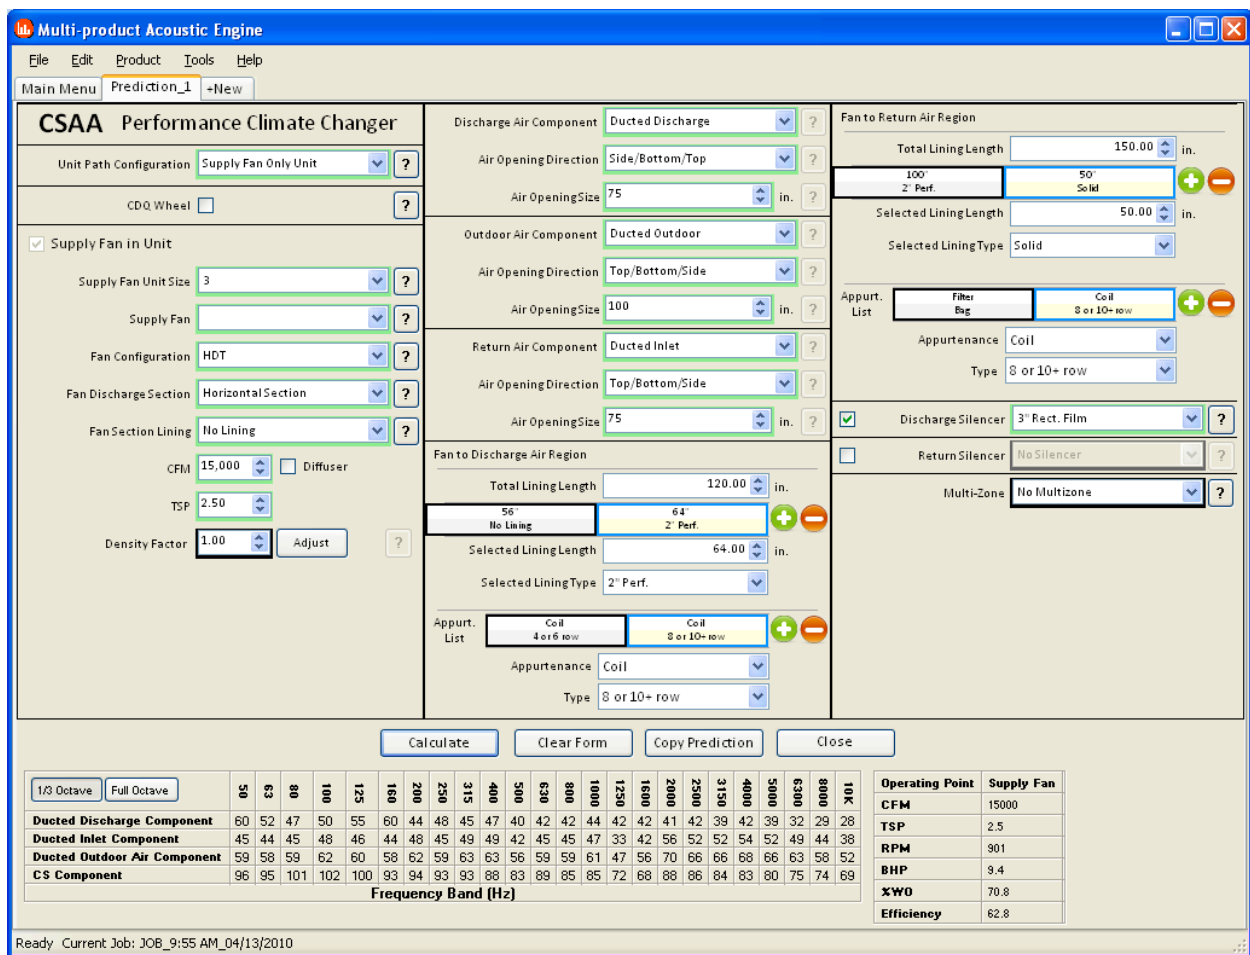 Multi-product Acoustic Engine
File Edit Product Tools Help
Main Menu Prediction_1 +New
CSAA Performance Climate Changer
Unit Path Configuration Supply Fan Only Unit ?
CDQ Wheel ?
Supply Fan in Unit
Supply Fan Unit Size 3 ?
Supply Fan ?
Fan Configuration HDT ?
Fan Discharge Section Horizontal Section ?
Fan Section Lining No Lining ?
CFM 15,000 Diffuser
TSP 2.50
Density Factor 1.00 Adjust ?
Discharge Air Component Ducted Discharge ?
Air Opening Direction Side/Bottom/Top ?
Air Opening Size 75 in. ?
Outdoor Air Component Ducted Outdoor ?
Air Opening Direction Top/Bottom/Side ?
Air Opening Size 100 in. ?
Return Air Component Ducted Inlet ?
Air Opening Direction Top/Bottom/Side ?
Air Opening Size 75 in. ?
Fan to Discharge Air Region
Total Lining Length 120.00 in.
56" 64"
No Lining 2" Perf.
Selected Lining Length 64.00 in.
Selected Lining Type 2" Perf.
Appurt. Coil Coil
List 4 or 6 row 8 or 10+ row
Appurtenance Coil
Type 8 or 10+ row
Fan to Return Air Region
Total Lining Length 150.00 in.
100" 50"
2" Perf. Solid
Selected Lining Length 50.00 in.
Selected Lining Type Solid
Appurt. Filter Coil
List Bag 8 or 10+ row
Appurtenance Coil
Type 8 or 10+ row
Discharge Silencer 3" Rect. Film ?
Return Silencer No Silencer ?
Multi-Zone No Multizone ?
Calculate Clear Form Copy Prediction Close
1/3 Octave Full Octave 50 63 80 100 125 160 200 250 315 400 500 630 800 1000 1250 1600 2000 2500 3150 4000 5000 6300 8000 10K
Ducted Discharge Component 60 52 47 50 55 60 44 48 45 47 40 42 42 44 42 42 41 42 39 42 39 32 29 28
Ducted Inlet Component 45 44 45 48 46 44 48 45 49 49 42 45 45 47 33 42 56 52 52 54 52 49 44 38
Ducted Outdoor Air Component 59 58 59 62 60 58 62 59 63 63 56 59 59 61 47 56 70 66 66 68 66 63 58 52
CS Component 96 95 101 102 100 93 94 93 93 88 83 89 85 85 72 68 88 86 84 83 80 75 74 69
Frequency Band (Hz)
Operating Point Supply Fan
CFM 15000
TSP 2.5
RPM 901
BHP 9.4
%WO 70.8
Efficiency 62.8
Ready Current Job: JOB_9:55 AM_04/13/2010